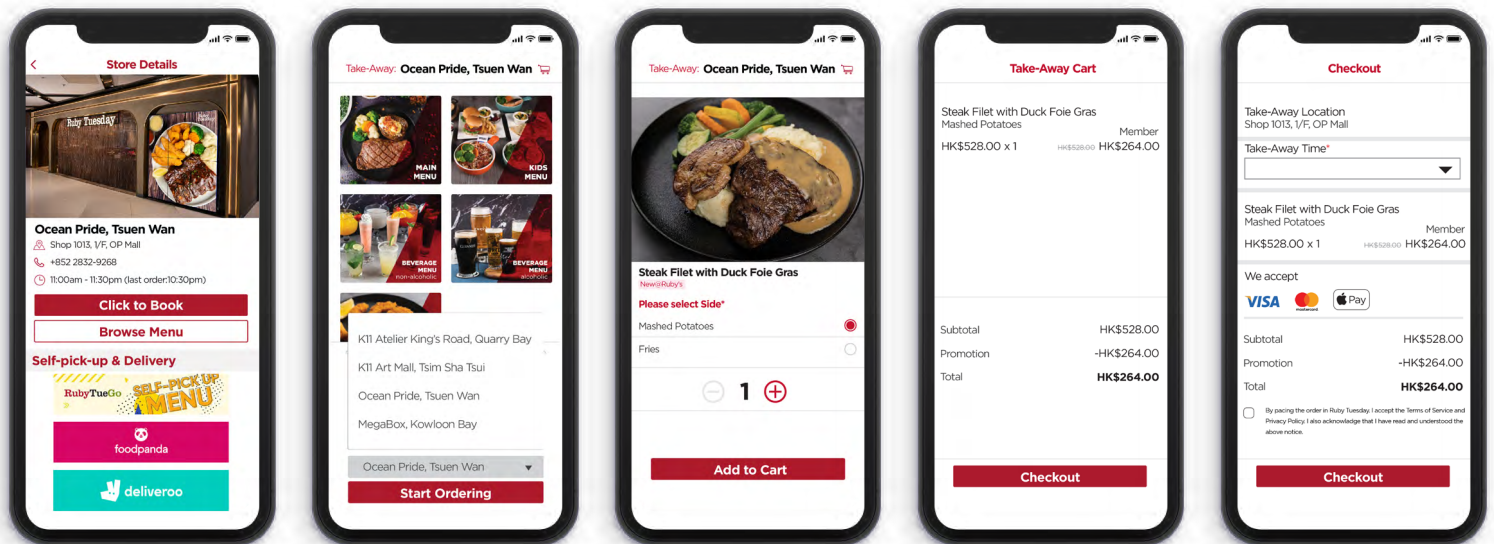 Store Details
Ruby Tuesday
Ocean Pride, Tsuen Wan
Shop 1013, 1/F, OP Mall
+852 2832-9268
11:00am - 11:30pm (last order:10:30pm)
Click to Book
Browse Menu
Self-pick-up & Delivery
RubyTueGo
SELF-PICK UP
MENU
foodpanda
deliveroo
Take-Away: Ocean Pride, Tsuen Wan
MAIN
MENU
KIDS
MENU
BEVERAGE
MENU
non-alcoholic
BEVERAGE
MENU
alcoholic
K11 Atelier King's Road, Quarry Bay
K11 Art Mall, Tsim Sha Tsui
Ocean Pride, Tsuen Wan
MegaBox, Kowloon Bay
Ocean Pride, Tsuen Wan
Start Ordering
Take-Away: Ocean Pride, Tsuen Wan
Steak Filet with Duck Foie Gras
New@Ruby's
Please select Side*
Mashed Potatoes
Fries
1
Add to Cart
Take-Away Cart
Steak Filet with Duck Foie Gras
Mashed Potatoes
Member
HK$528.00 x 1 HK$528.00 HK$264.00
Subtotal HK$528.00
Promotion -HK$264.00
Total HK$264.00
Checkout
Checkout
Take-Away Location
Shop 1013, 1/F, OP Mall
Take-Away Time*
Steak Filet with Duck Foie Gras
Mashed Potatoes
Member
HK$528.00 x 1 HK$528.00 HK$264.00
We accept
VISA mastercard Pay
Subtotal HK$528.00
Promotion -HK$264.00
Total HK$264.00
By pacing the order in Ruby Tuesday. I accept the Terms of Service and
Privacy Policy. I also acknowladge that I have read and understood the
above notice.
Checkout